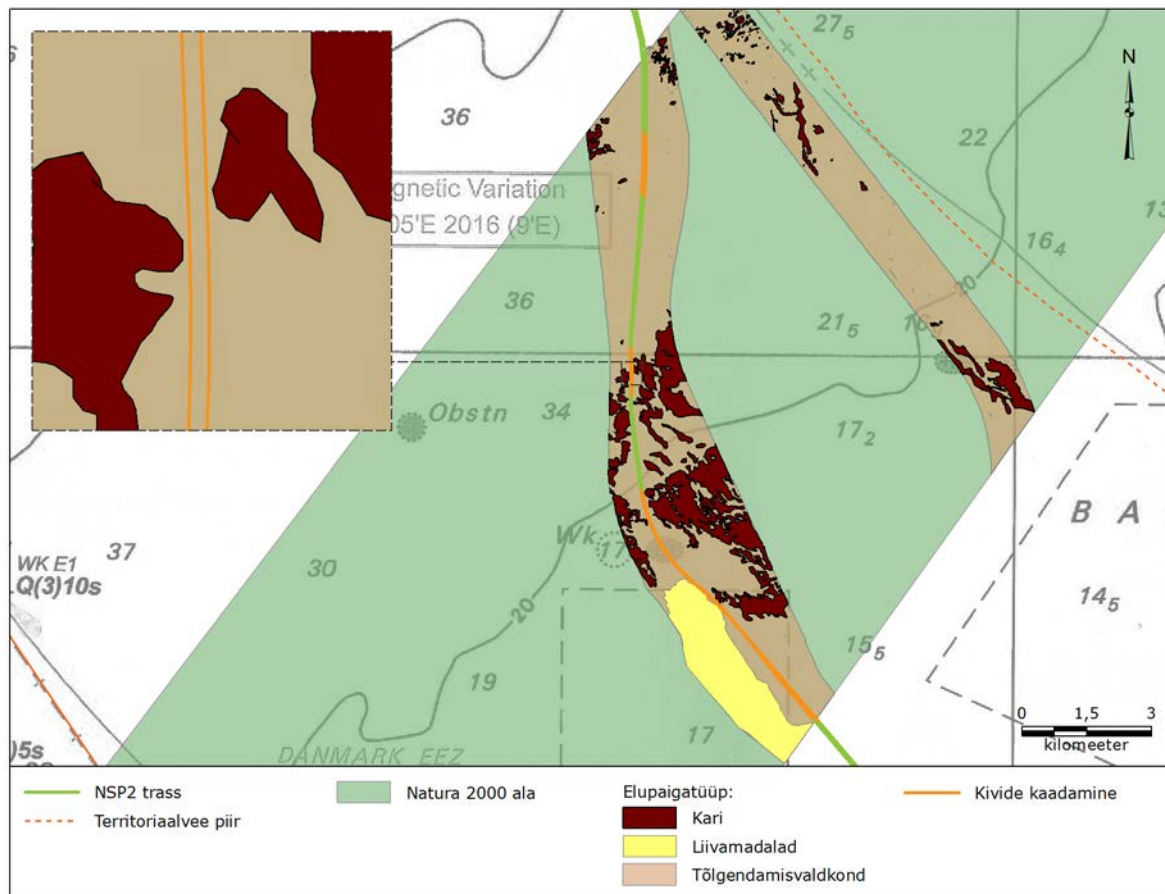 27₅
N
36
22
gnetic Variation
05'E 2016 (9'E)
13
16₄
36
20
21₅
16
Obstn
34
17₂
B A
Wk
17
37
30
WK E1
Q(3)10s
14₅
20
15₅
19
0 1,5 3
kilomeeter
17
)5s
DANMARK EEZ
NSP2 trass
Territoriaalvee piir
Natura 2000 ala
Elupaigatüüp:
Kari
Liivamadalad
Tõlgendamisvaldkond
Kivide kaadamine